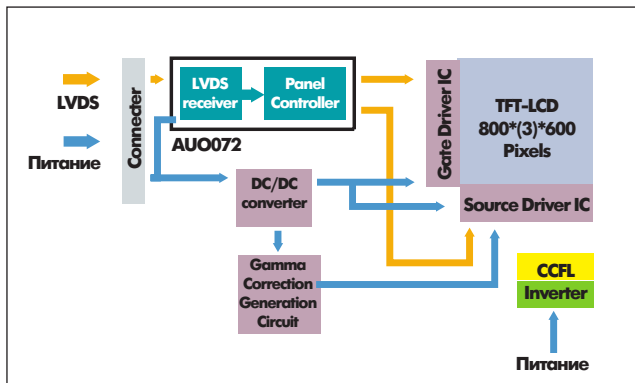 LVDS
Питание
Connecter
LVDS
receiver
Panel
Controller
AUO072
DC/DC
converter
Gamma
Correction
Generation
Circuit
Gate Driver IC
TFT-LCD
800*(3)*600
Pixels
Source Driver IC
CCFL
Inverter
Питание